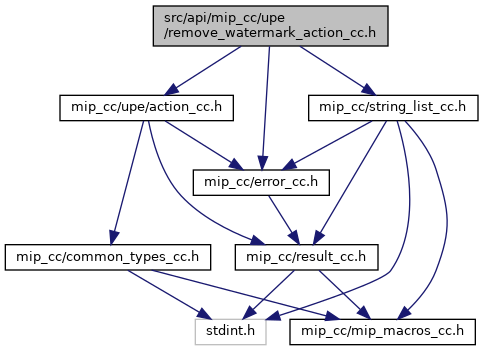 src/api/mip_cc/upe
/remove_watermark_action_cc.h
mip_cc/upe/action_cc.h
mip_cc/string_list_cc.h
mip_cc/error_cc.h
mip_cc/common_types_cc.h
mip_cc/result_cc.h
stdint.h
mip_cc/mip_macros_cc.h